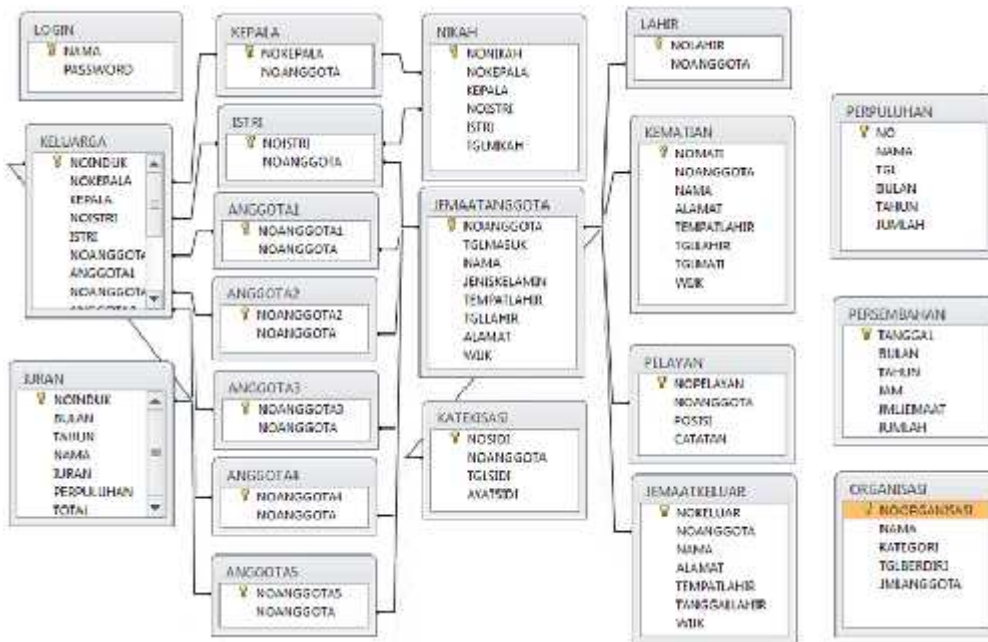 LOGIN
NAMA
PASSWORD
KELUARGA
NOINDUK
NOKEPALA
KEPALA
NOISTRI
ISTRI
NOANGGOTA
ANGGOTA1
NOANGGOTA
IURAN
NOINDUK
BULAN
TAHUN
NAMA
IURAN
PERPULUHAN
TOTAL
KEPALA
NOKEPALA
NOANGGOTA
ISTRI
NOISTRI
NOANGGOTA
ANGGOTA1
NOANGGOTA1
NOANGGOTA
ANGGOTA2
NOANGGOTA2
NOANGGOTA
ANGGOTA3
NOANGGOTA3
NOANGGOTA
ANGGOTA4
NOANGGOTA4
NOANGGOTA
ANGGOTA5
NOANGGOTA5
NOANGGOTA
NIKAH
NONIKAH
NOKEPALA
KEPALA
NOISTRI
ISTRI
TGLNIKAH
JEMAATANGGOTA
NOANGGOTA
TGLMASUK
NAMA
JENISKELAMIN
TEMPATLAHIR
TGLLAHIR
ALAMAT
WIJK
KATEKISASI
NOSIDI
NOANGGOTA
TGLSIDI
AYATSIDI
LAHIR
NOLAHIR
NOANGGOTA
KEMATIAN
NOMATI
NOANGGOTA
NAMA
ALAMAT
TEMPATLAHIR
TGLLAHIR
TGLMATI
WIJK
PELAYAN
NOPELAYAN
NOANGGOTA
POSISI
CATATAN
JEMAATKELUAR
NOKELUAR
NOANGGOTA
NAMA
ALAMAT
TEMPATLAHIR
TANGGALLAHIR
WIJK
PERPULUHAN
NO
NAMA
TGL
BULAN
TAHUN
JUMLAH
PERSEMBAHAN
TANGGAL
BULAN
TAHUN
JAM
JMLJEMAAT
JUMLAH
ORGANISASI
NOORGANISASI
NAMA
KATEGORI
TGLBERDIRI
JMLANGGOTA